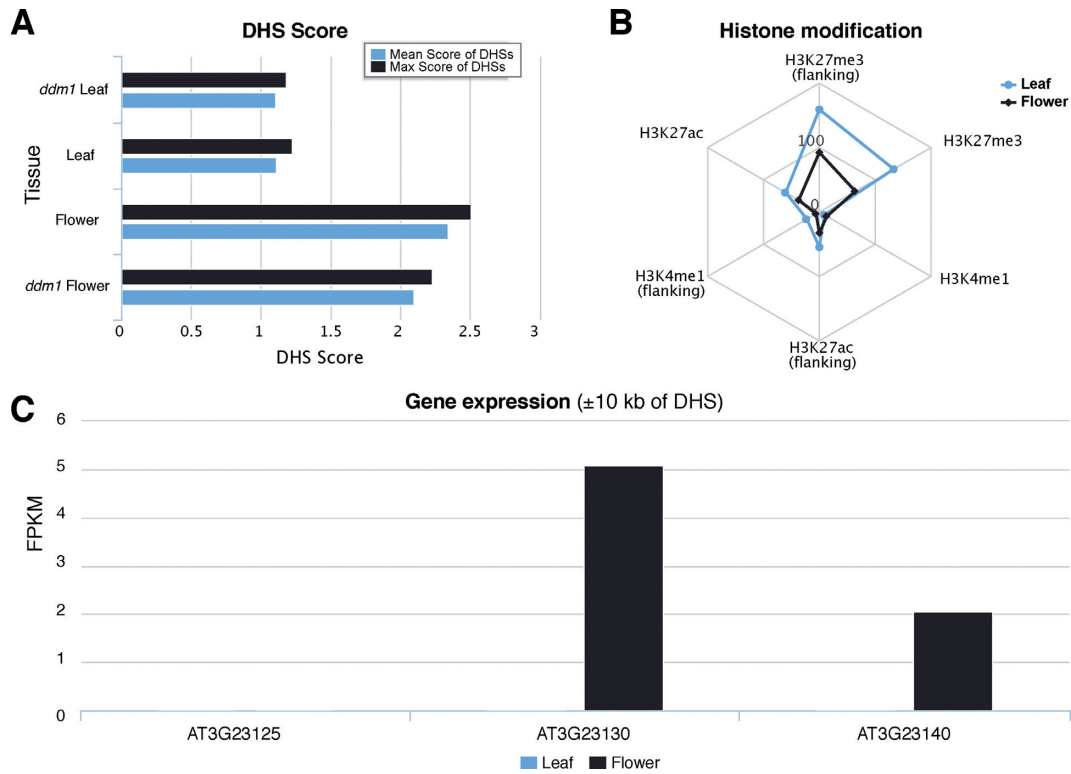 A
DHS Score
Mean Score of DHSs
Max Score of DHSs
Tissue
ddm1 Leaf
Leaf
Flower
ddm1 Flower
0 0.5 1 1.5 2 2.5 3
DHS Score
B
Histone modification
H3K27me3
(flanking)
Leaf
Flower
H3K27ac
H3K27me3
100
0
H3K4me1
(flanking)
H3K4me1
H3K27ac
(flanking)
C
Gene expression (±10 kb of DHS)
FPKM
6
5
4
3
2
1
0
AT3G23125 AT3G23130 AT3G23140
Leaf Flower